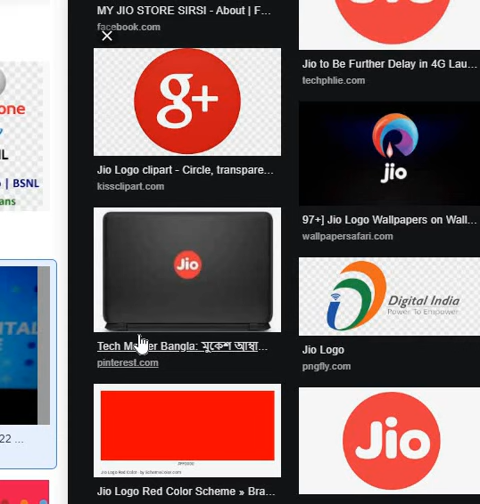 MY JIO STORE SIRSI - About | F...
facebook.com
one
L
| BSNL
ans
22 ...
g+
Jio Logo clipart - Circle, transpare...
kissclipart.com
Jio
Tech Master Bangla: মুকেশ আম্বা...
pinterest.com
Jio Logo Red Color Scheme » Bra...
Jio to be Further Delay in 4G Lau...
techphlie.com
jio
97+] Jio Logo Wallpapers on Wall...
wallpapersafari.com
Digital India
Power To Empower
Jio Logo
pngfly.com
Jio